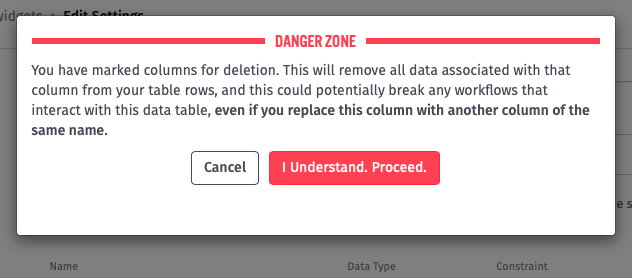 widgets › Edit Settings
DANGER ZONE
You have marked columns for deletion. This will remove all data associated with that
column from your table rows, and this could potentially break any workflows that
interact with this data table, even if you replace this column with another column of the
same name.
Cancel
I Understand. Proceed.
e s
Name
Data Type
Constraint